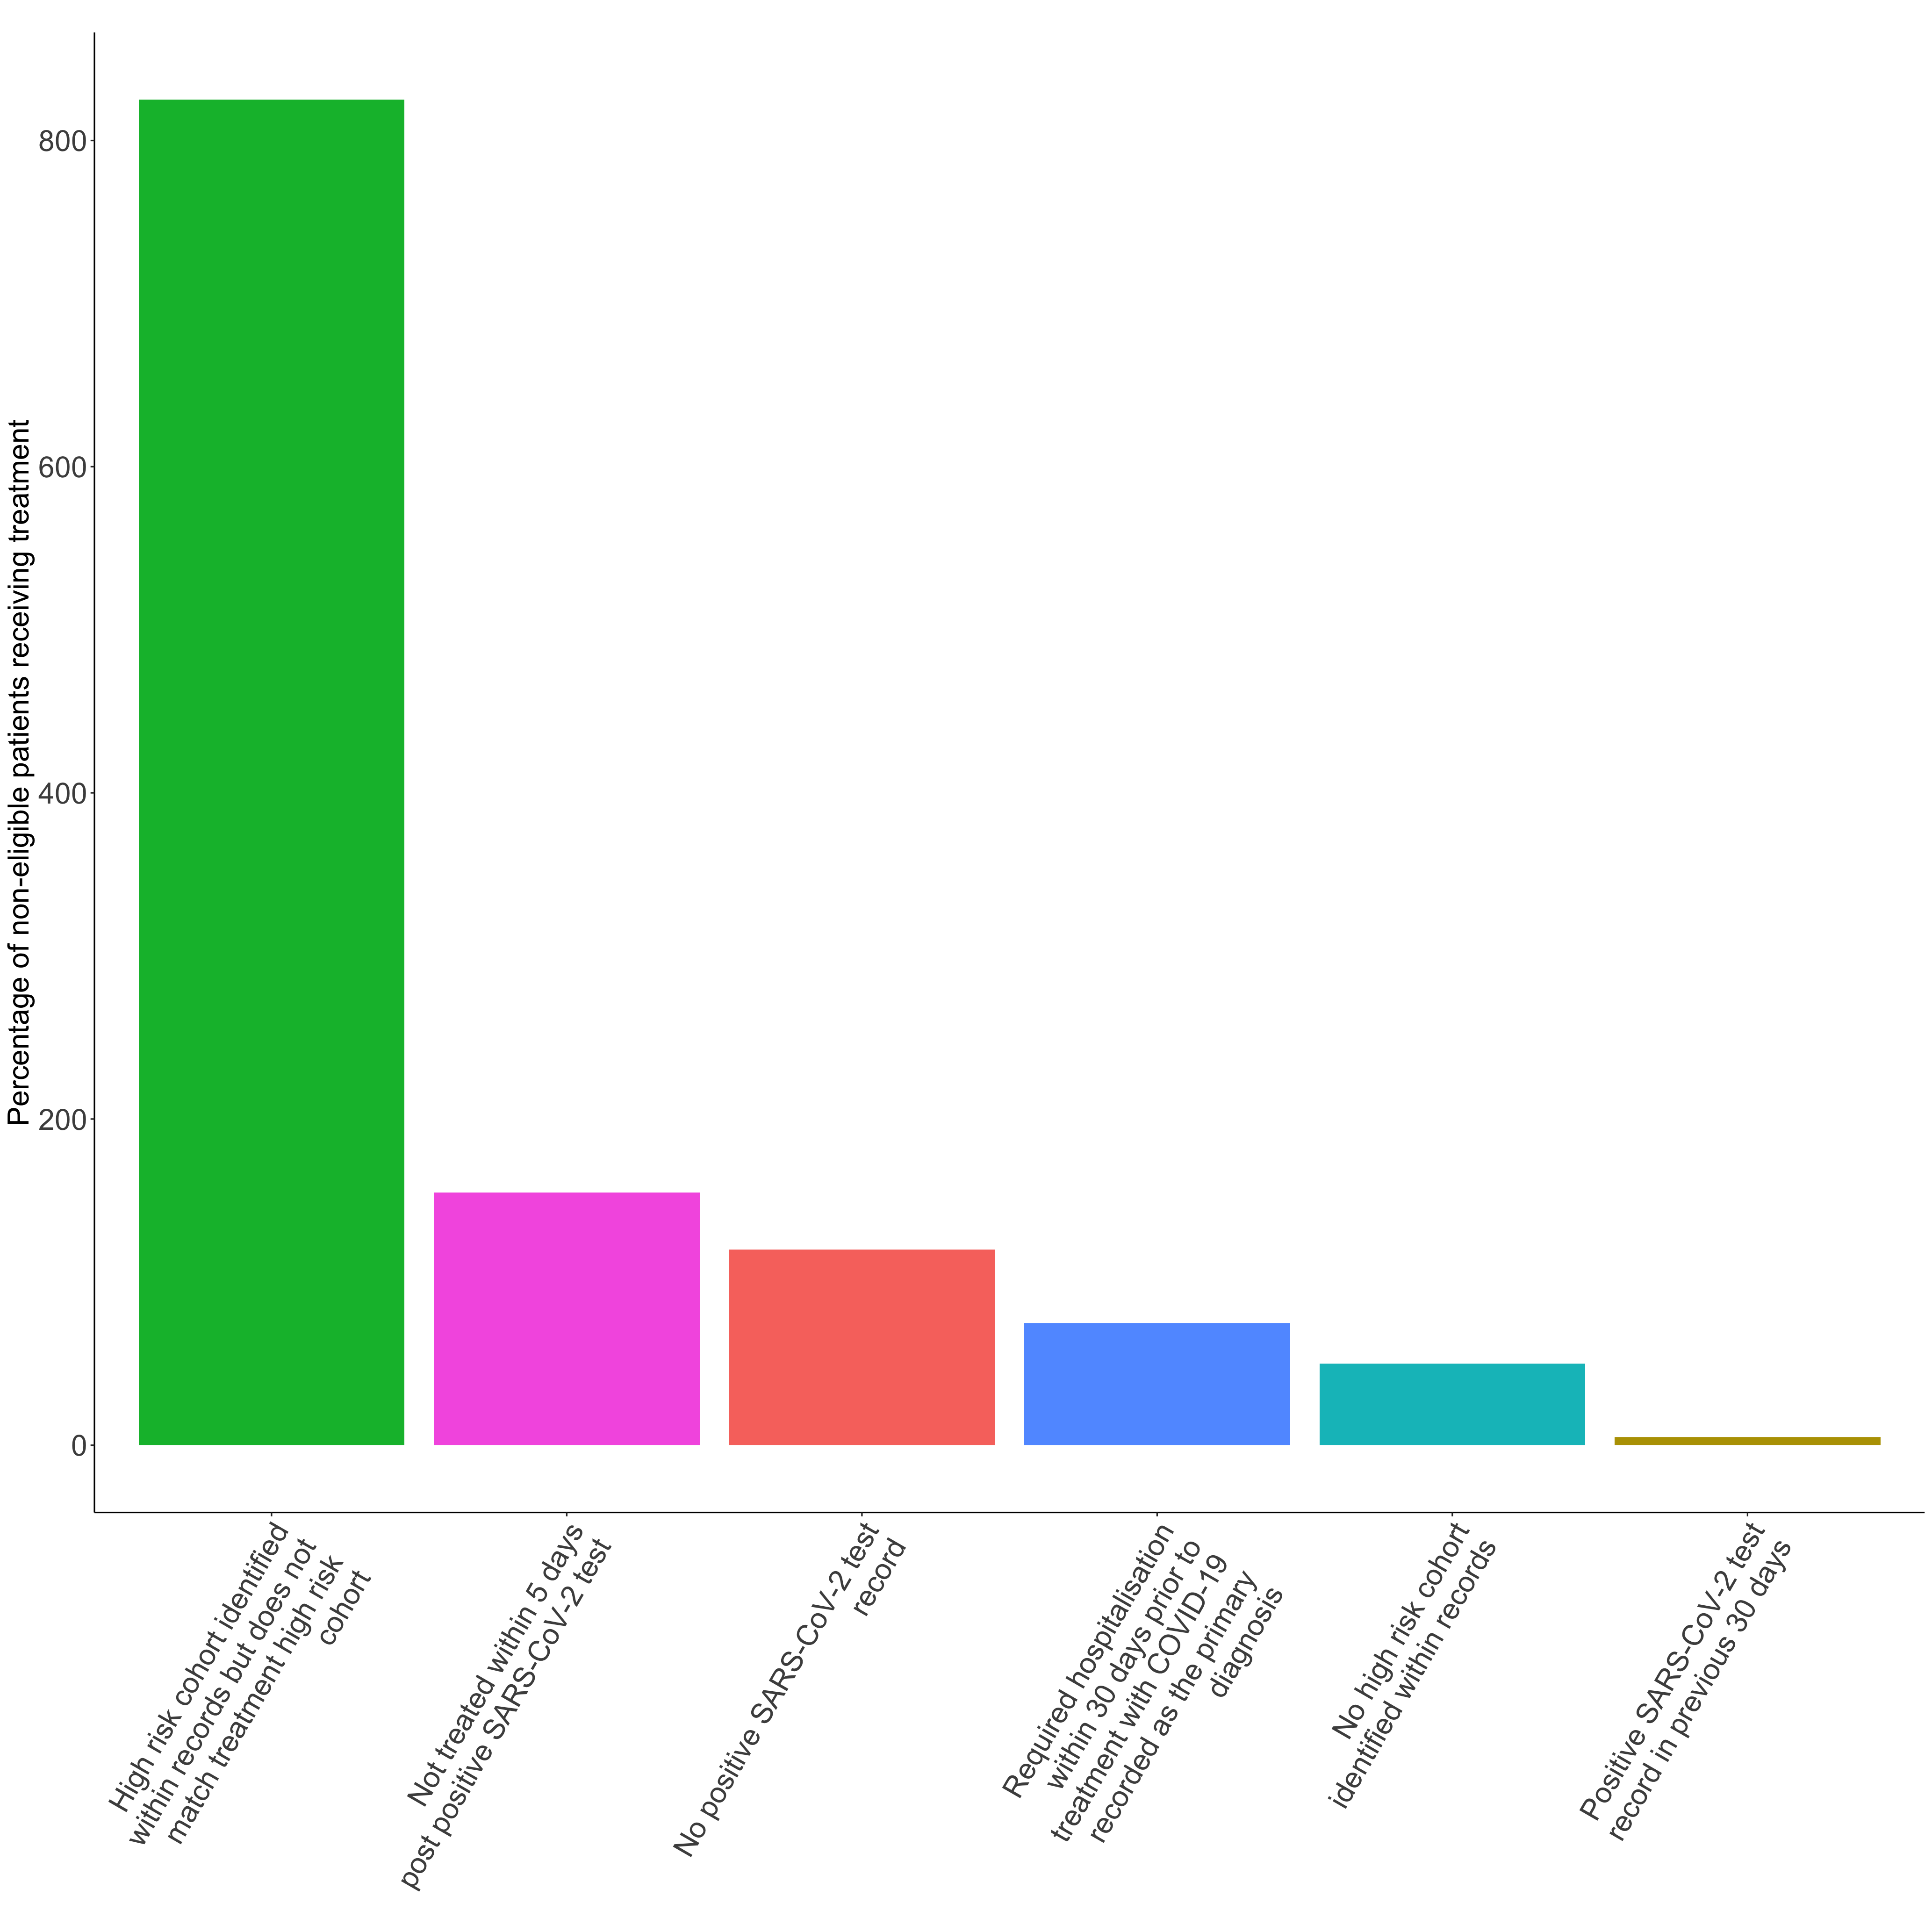 Percentage of non-eligible patients receiving treatment
800
600
400
200
0
High risk cohort identified
within records but does not
match treatment high risk
cohort
Not treated within 5 days
post positive SARS-CoV-2 test
No positive SARS-CoV-2 test
record
Required hospitalisation
within 30 days prior to
treatment with COVID-19
recorded as the primary
diagnosis
No high risk cohort
identified within records
Positive SARS-CoV-2 test
record in previous 30 days